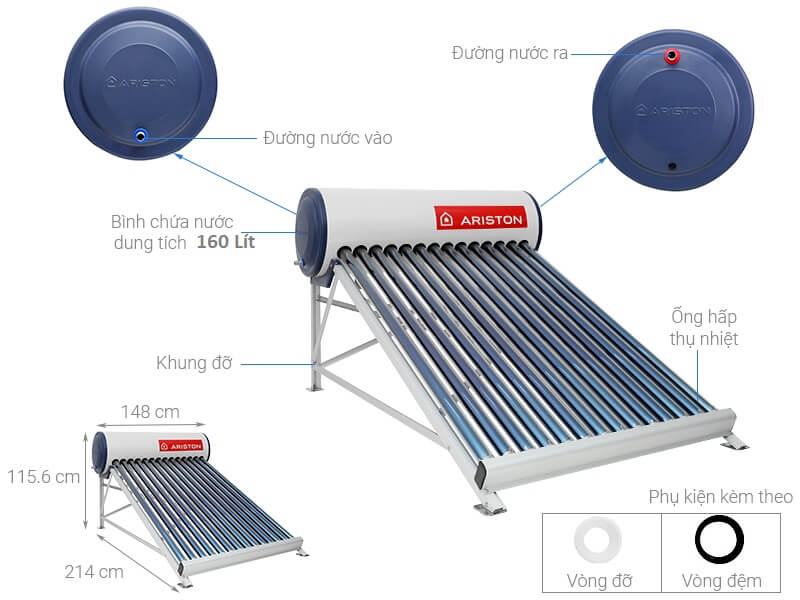 ARISTON
Đường nước vào
Đường nước ra
ARISTON
Bình chứa nước
dung tích 160 Lít
ARISTON
Ống hấp
thụ nhiệt
Khung đỡ
148 cm
115.6 cm
ARISTON
214 cm
Phụ kiện kèm theo
Vòng đỡ
Vòng đệm